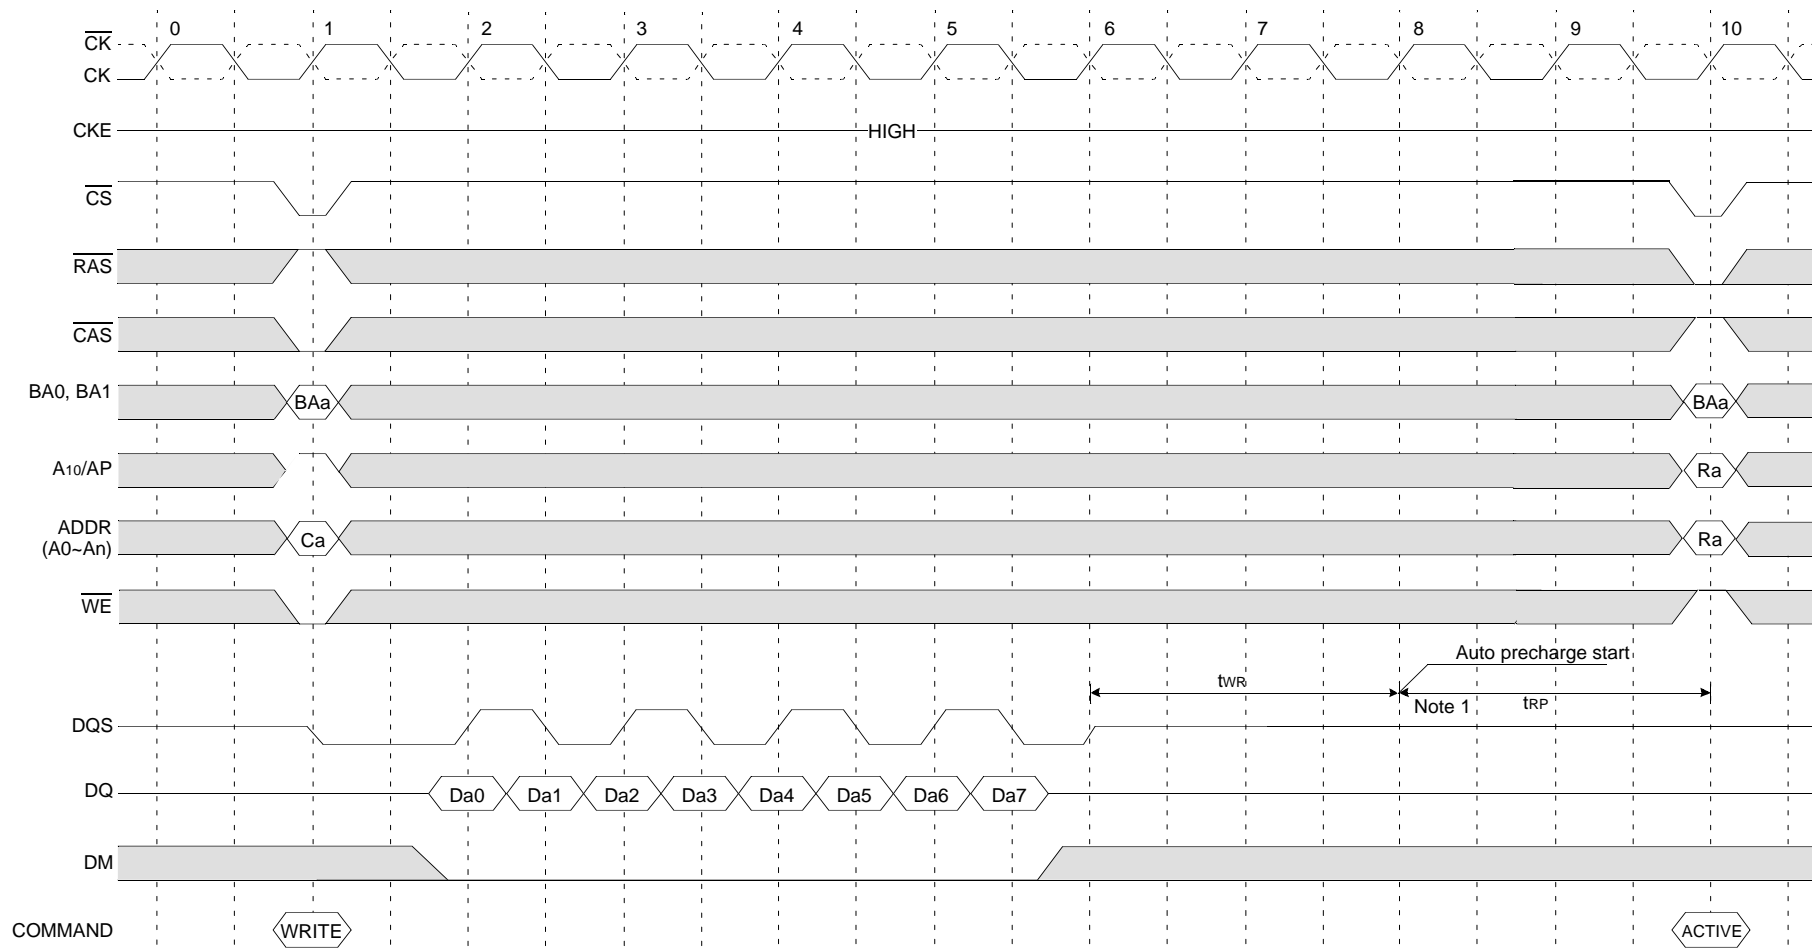 0 1 2 3 4 5 6 7 8 9 10
CK
CK
CKE HIGH
CS
RAS
CAS
BA0, BA1 BAa BAa
A10/AP Ra
ADDR
(A0~An) Ca Ra
WE
Auto precharge start
tWR
Note 1 tRP
DQS
DQ Da0 Da1 Da2 Da3 Da4 Da5 Da6 Da7
DM
COMMAND WRITE ACTIVE